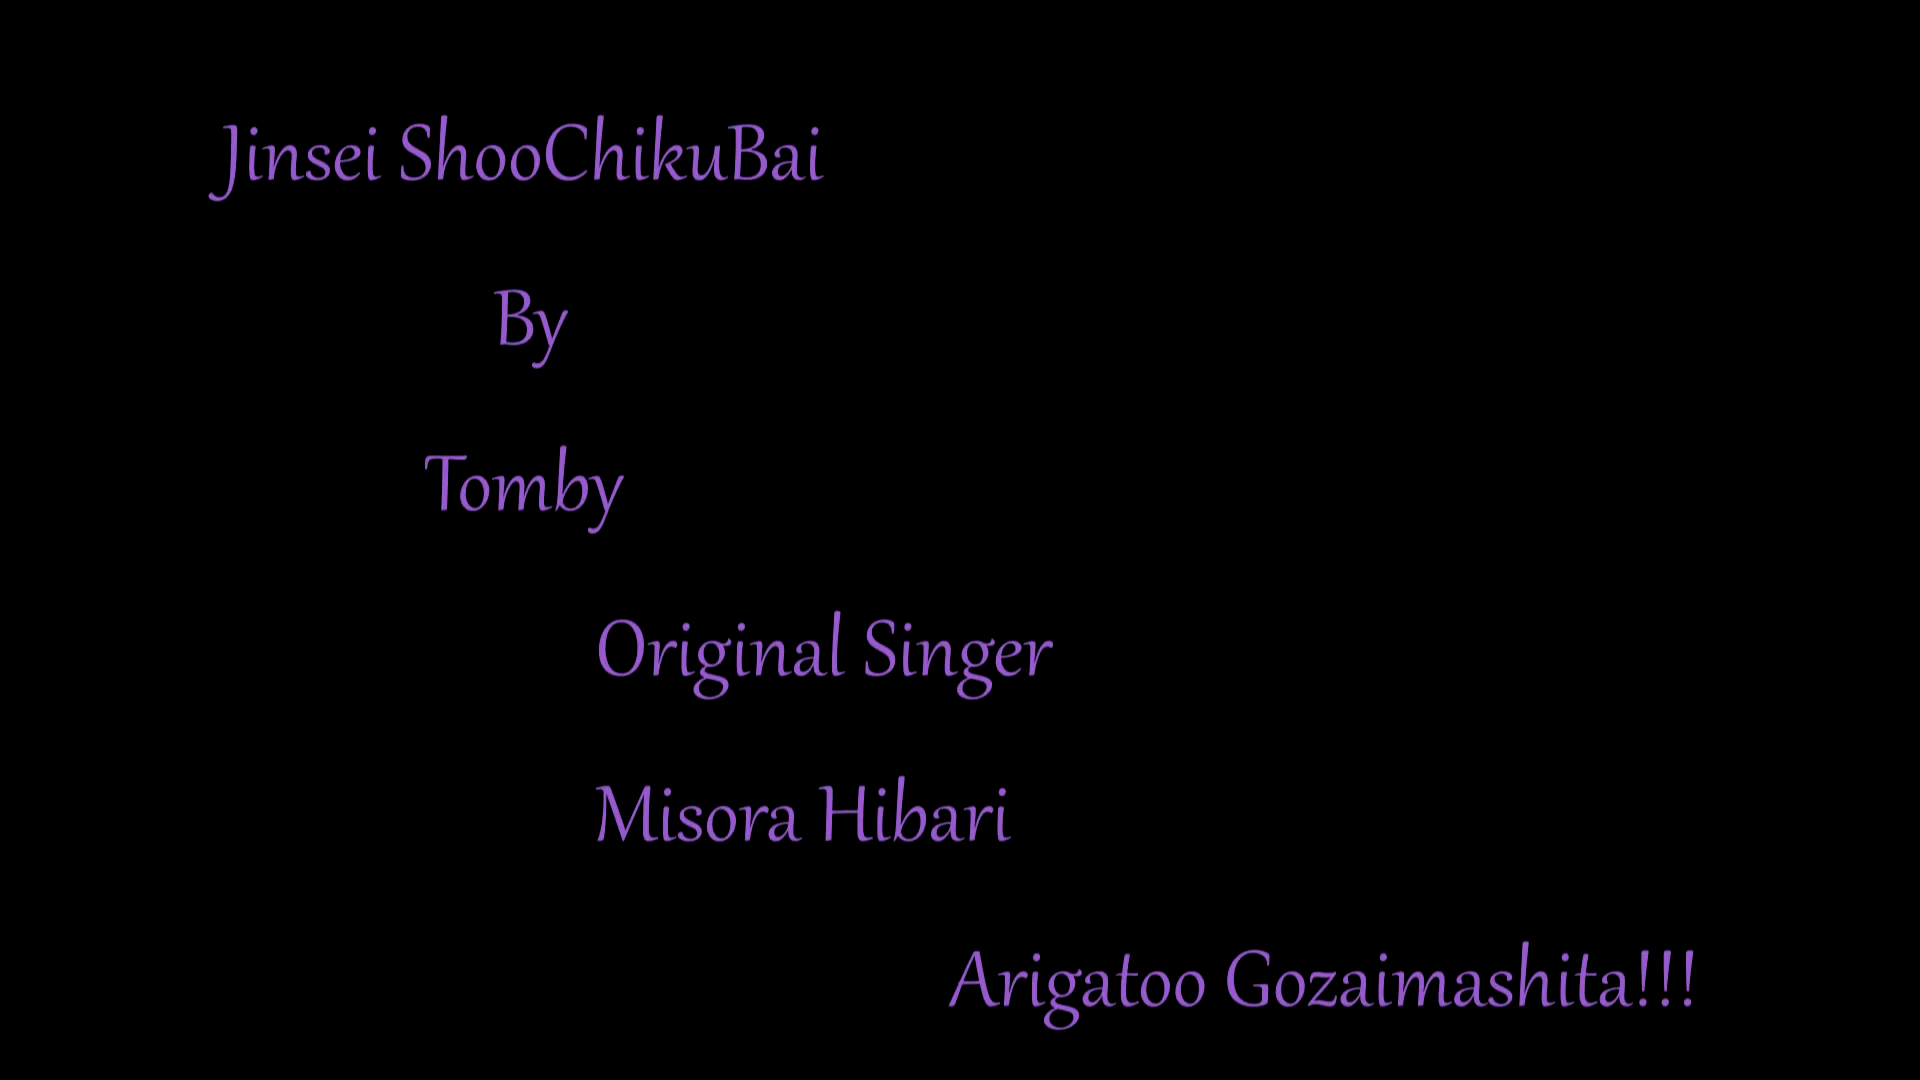 Jinsei ShooChikuBai
By
Tomby
Original Singer
Misora Hibari
Arigatoo Gozaimashita!!!